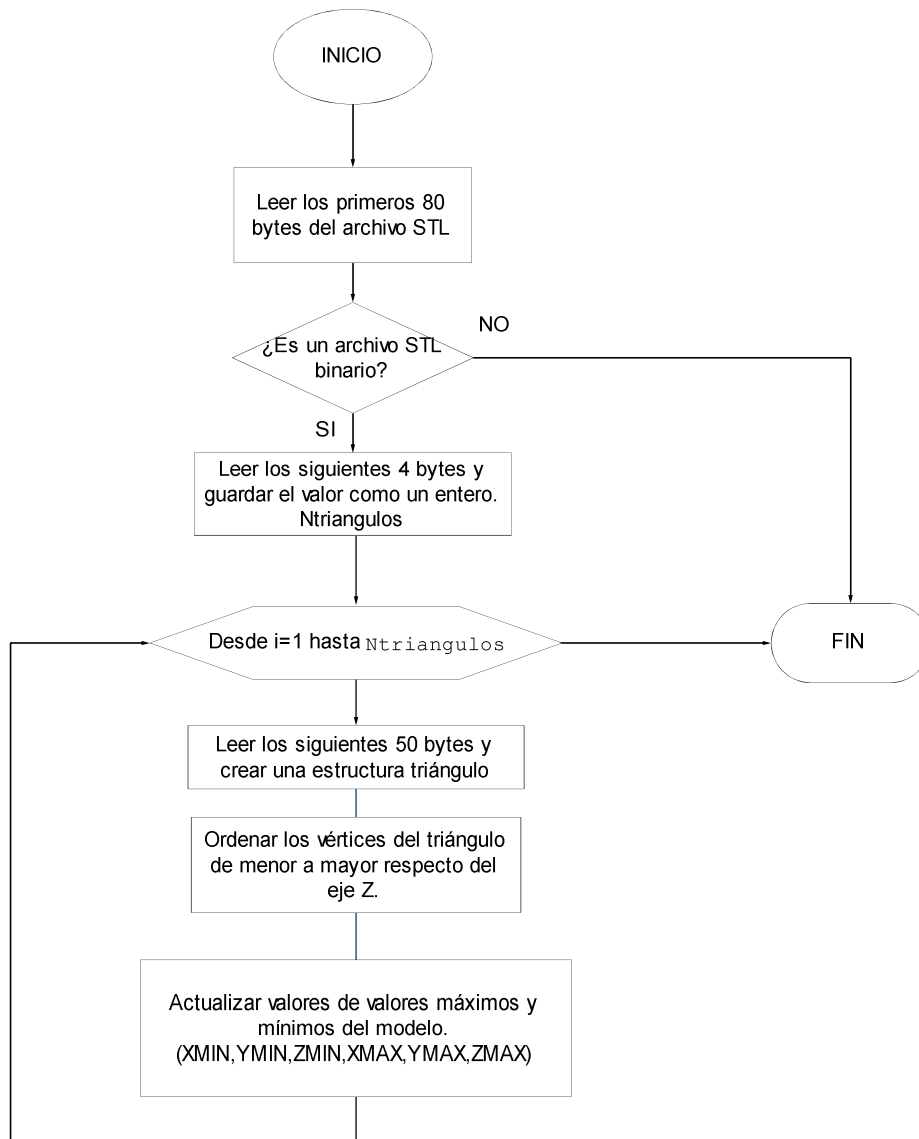 INICIO
Leer los primeros 80
bytes del archivo STL
¿Es un archivo STL
binario?
NO
SI
Leer los siguientes 4 bytes y
guardar el valor como un entero.
Ntriangulos
Desde i=1 hasta Ntriangulos
FIN
Leer los siguientes 50 bytes y
crear una estructura triángulo
Ordenar los vértices del triángulo
de menor a mayor respecto del
eje Z.
Actualizar valores de valores máximos y
mínimos del modelo.
(XMIN,YMIN,ZMIN,XMAX,YMAX,ZMAX)